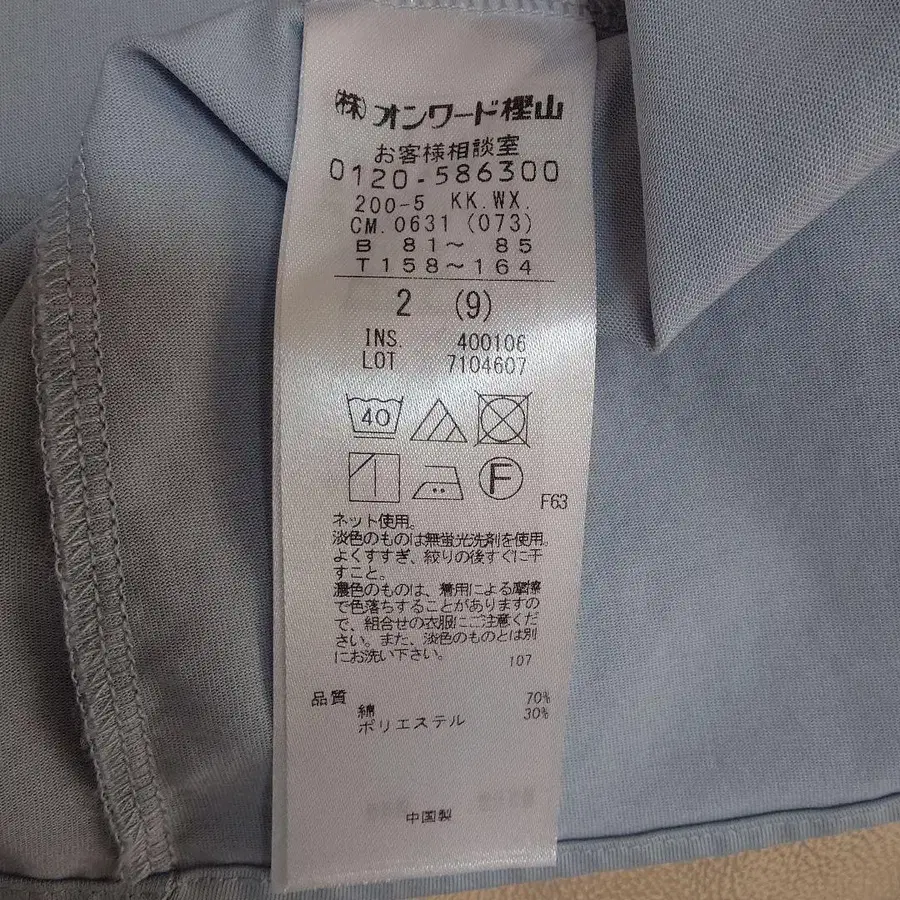 ㈱オンワード樫山
お客様相談室
0120-586300
200-5 KK.WX.
CM.0631 (073)
B 81〜 85
T158〜164
2 (9)
INS. 400106
LOT 7104607
40
F
F63
ネット使用。
淡色のものは無蛍光洗剤を使用。
よくすすぎ、絞りの後すぐに干
すこと。
濃色のものは、着用による摩擦
で色落ちすることがありますの
で、組合せの衣服にご注意くだ
さい。また、淡色のものとは別
にお洗い下さい。
107
品質
綿 70%
ポリエステル 30%
中国製